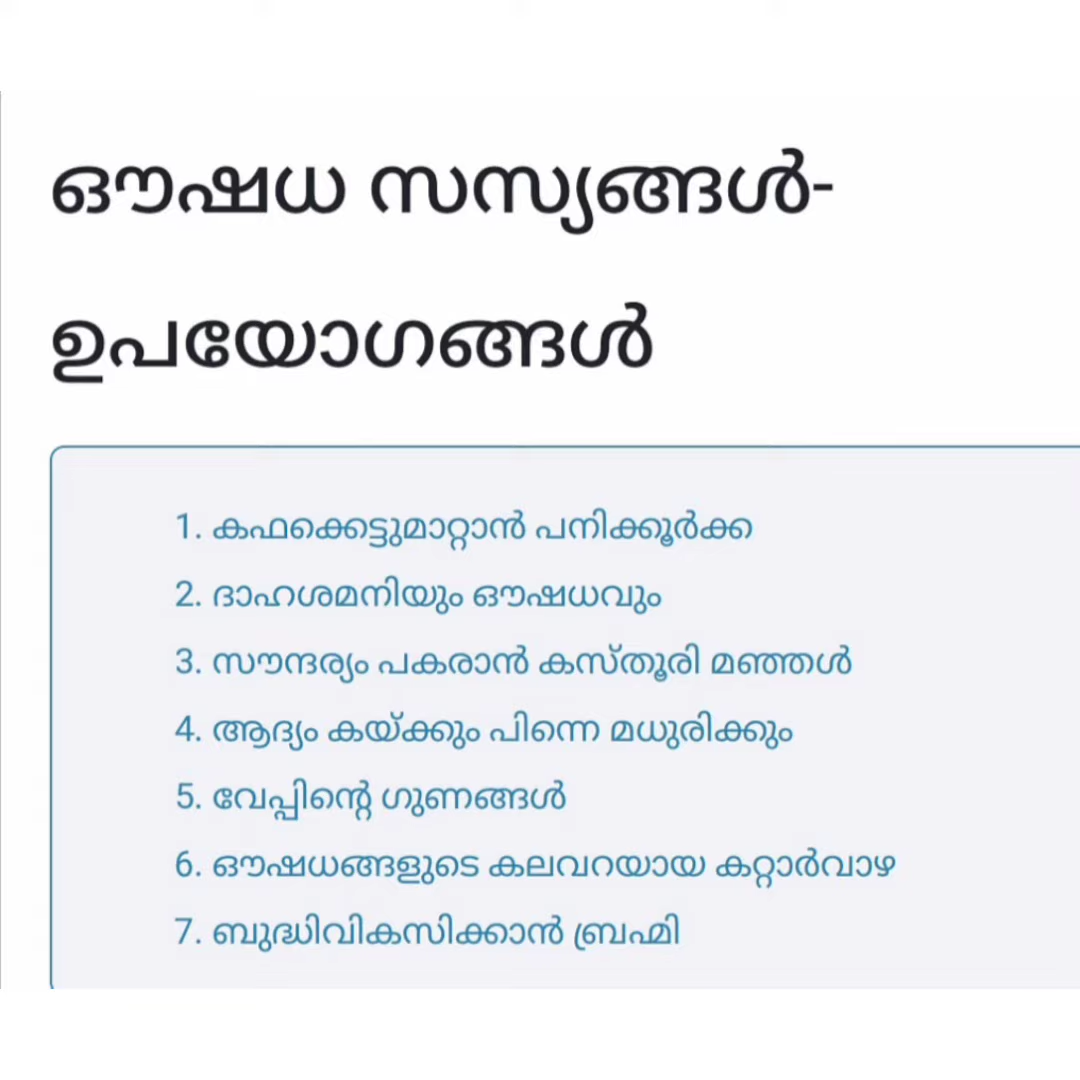 ഔഷധ സസ്യങ്ങൾ-
ഉപയോഗങ്ങൾ
1. കഫക്കെട്ടുമാറ്റാൻ പനിക്കൂർക്ക
2. ദാഹശമനിയും ഔഷധവും
3. സൗന്ദര്യം പകരാൻ കസ്തൂരി മഞ്ഞൾ
4. ആദ്യം കയ്ക്കും പിന്നെ മധുരിക്കും
5. വേപ്പിന്റെ ഗുണങ്ങൾ
6. ഔഷധങ്ങളുടെ കലവറയായ കറ്റാർവാഴ
7. ബുദ്ധിവികസിക്കാൻ ബ്രഹ്മി